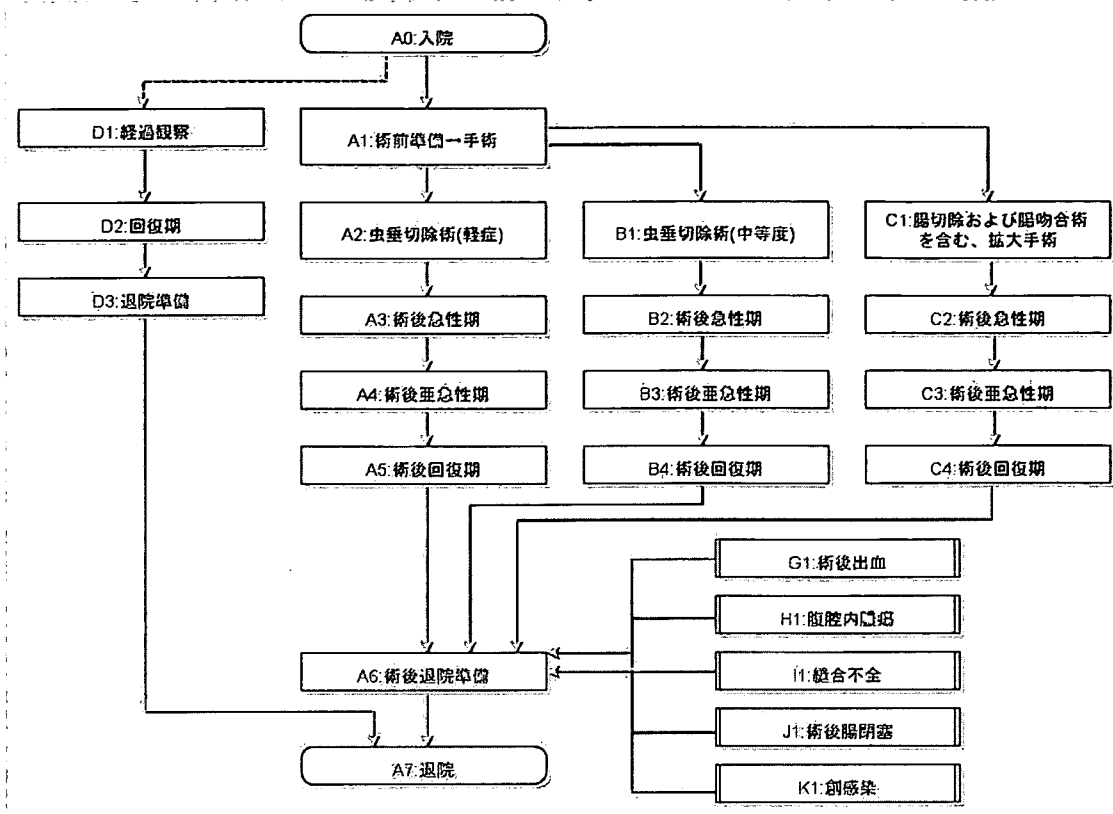 A0:入院
D1:経過観察
A1:術前準備→手術
D2:回復期
A2:虫垂切除術(軽症)
B1:虫垂切除術(中等度)
C1:腸切除および腸吻合術
を含む、拡大手術
D3:退院準備
A3:術後急性期
B2:術後急性期
C2:術後急性期
A4:術後亜急性期
B3:術後亜急性期
C3:術後亜急性期
A5:術後回復期
B4:術後回復期
C4:術後回復期
G1:術後出血
H1:腹腔内膿瘍
A6:術後退院準備
I1:縫合不全
J1:術後腸閉塞
A7:退院
K1:創感染